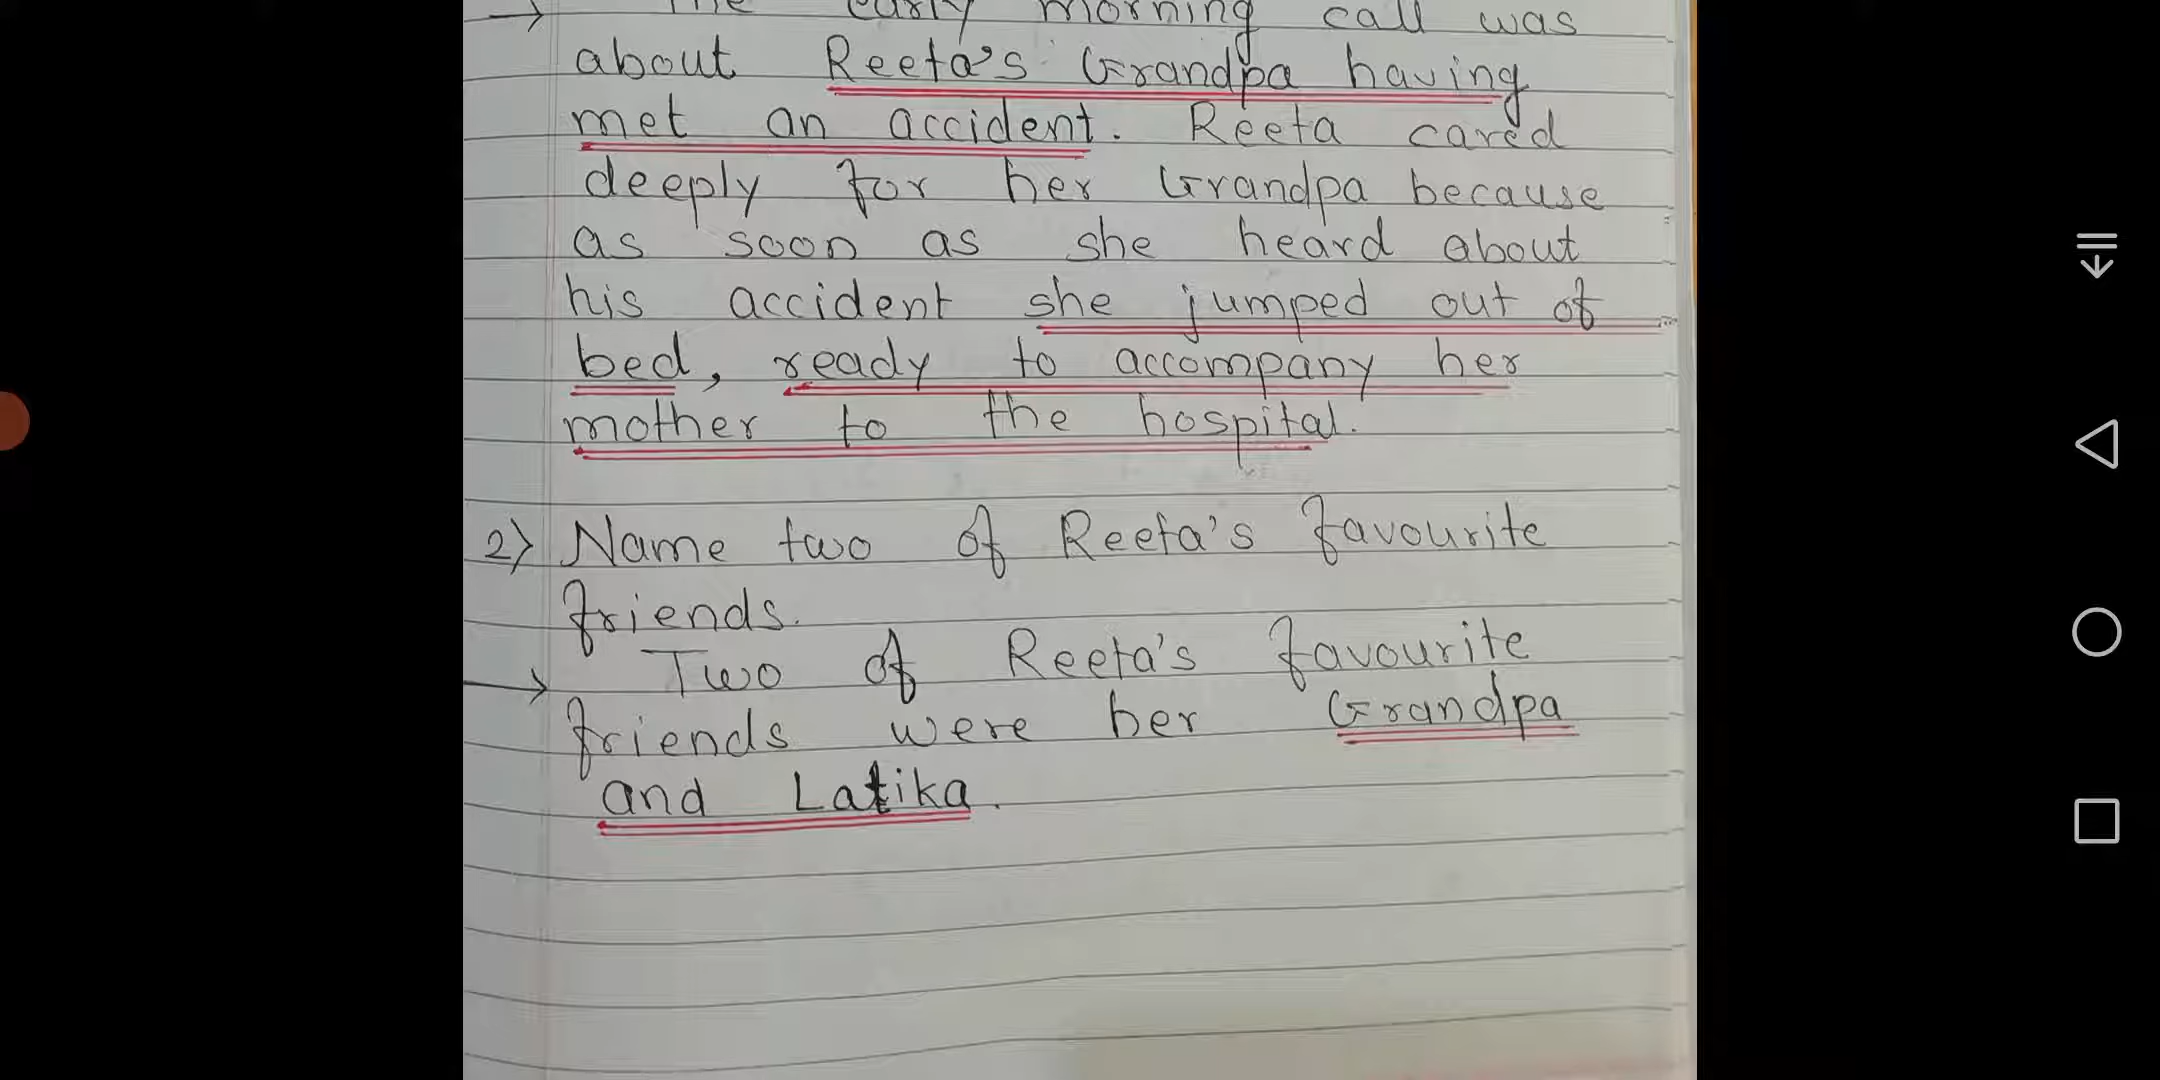 → The early morning call was
about Reeta's Grandpa having
met an accident. Reeta cared
deeply for her Grandpa because
as soon as she heard about
his accident she jumped out of
bed, ready to accompany her
mother to the hospital.
2) Name two of Reeta's favourite
friends.
→ Two of Reeta's favourite
friends were her Grandpa
and Latika.